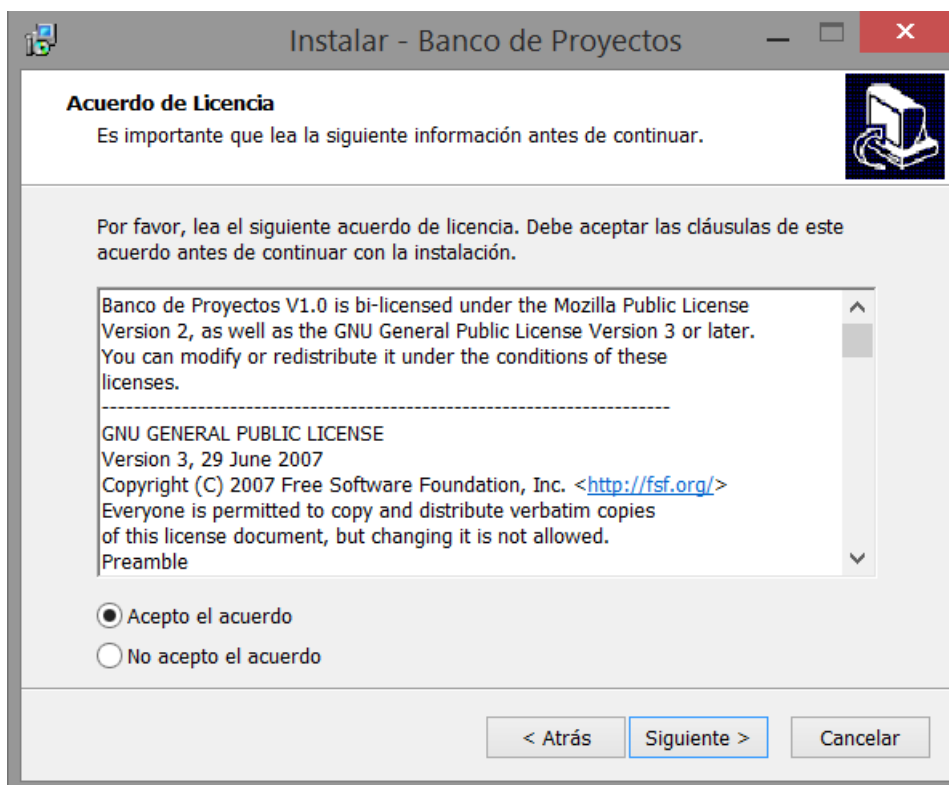 Instalar - Banco de Proyectos
Acuerdo de Licencia
Es importante que lea la siguiente información antes de continuar.
Por favor, lea el siguiente acuerdo de licencia. Debe aceptar las cláusulas de este
acuerdo antes de continuar con la instalación.
Banco de Proyectos V1.0 is bi-licensed under the Mozilla Public License
Version 2, as well as the GNU General Public License Version 3 or later.
You can modify or redistribute it under the conditions of these
licenses.
-----------------------------------------------------------------------
GNU GENERAL PUBLIC LICENSE
Version 3, 29 June 2007
Copyright (C) 2007 Free Software Foundation, Inc. <http://fsf.org/>
Everyone is permitted to copy and distribute verbatim copies
of this license document, but changing it is not allowed.
Preamble
Acepto el acuerdo
No acepto el acuerdo
< Atrás
Siguiente >
Cancelar